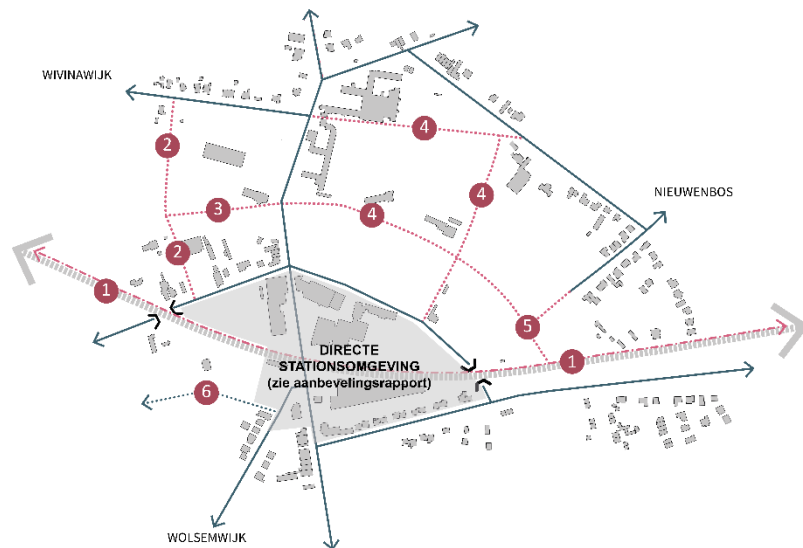 WIVINAWIJK
4
2
4
NIEUWENBOS
3
4
2
1
5
DIRECTE
STATIONSOMGEVING
(zie aanbevelingsrapport)
1
6
WOLSEMWIJK